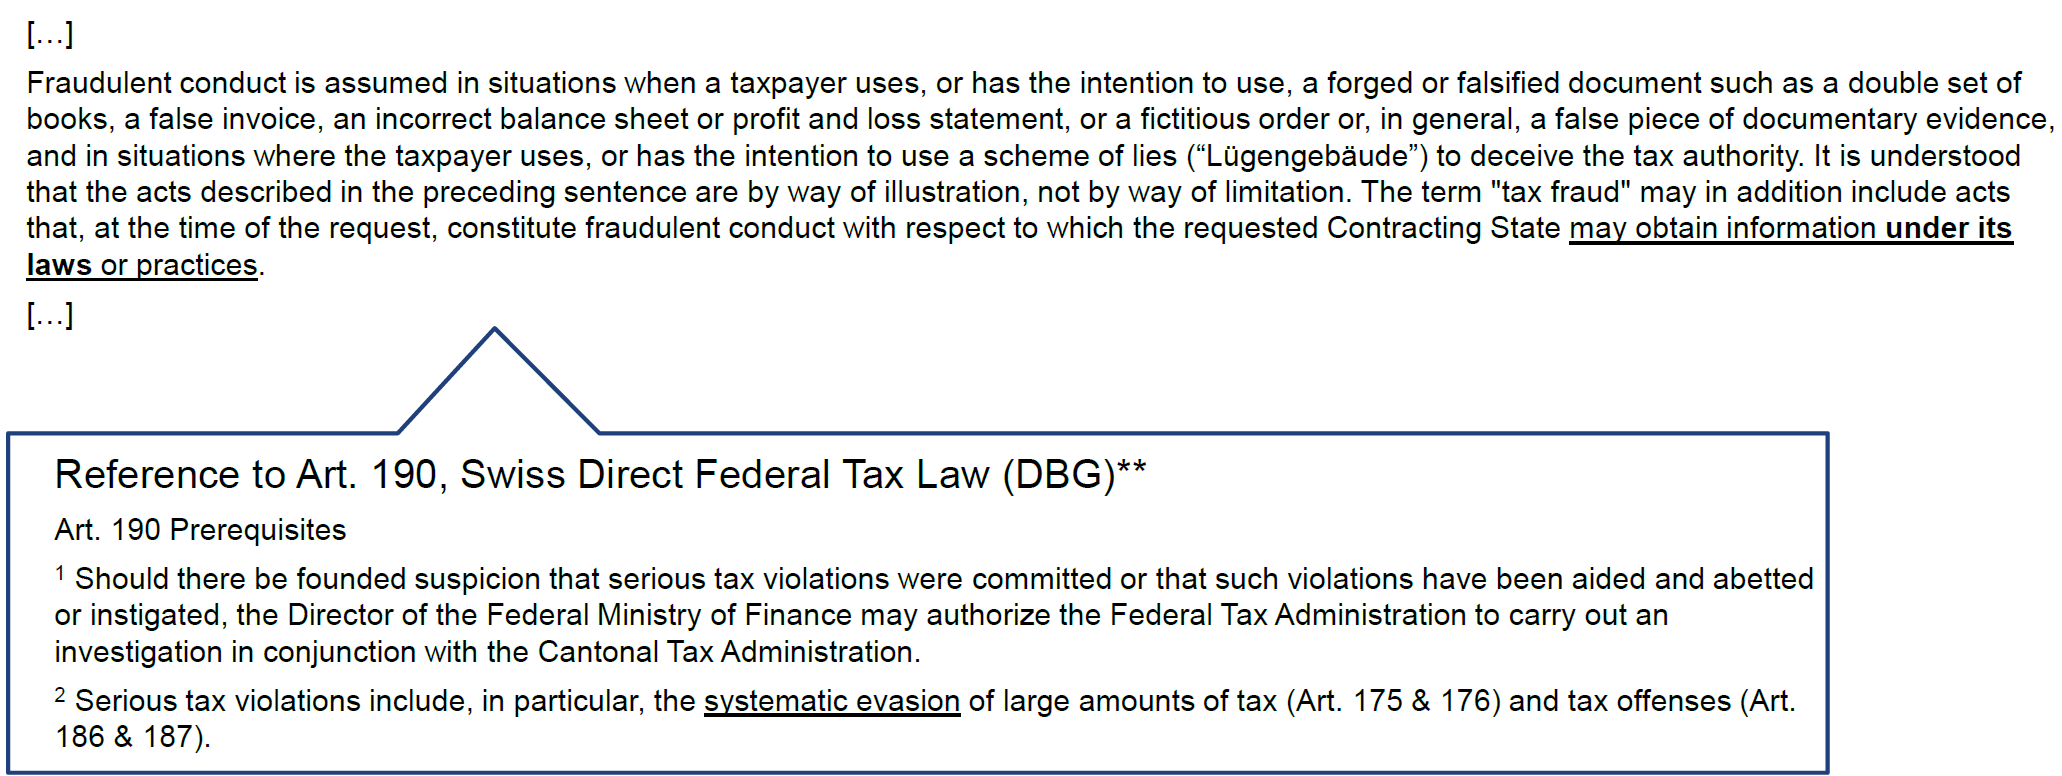 […]
Fraudulent conduct is assumed in situations when a taxpayer uses, or has the intention to use, a forged or falsified document such as a double set of
books, a false invoice, an incorrect balance sheet or profit and loss statement, or a fictitious order or, in general, a false piece of documentary evidence,
and in situations where the taxpayer uses, or has the intention to use a scheme of lies (“Lügengebäude”) to deceive the tax authority. It is understood
that the acts described in the preceding sentence are by way of illustration, not by way of limitation. The term "tax fraud" may in addition include acts
that, at the time of the request, constitute fraudulent conduct with respect to which the requested Contracting State may obtain information under its
laws or practices.
[…]
Reference to Art. 190, Swiss Direct Federal Tax Law (DBG)**
Art. 190 Prerequisites
¹ Should there be founded suspicion that serious tax violations were committed or that such violations have been aided and abetted
or instigated, the Director of the Federal Ministry of Finance may authorize the Federal Tax Administration to carry out an
investigation in conjunction with the Cantonal Tax Administration.
² Serious tax violations include, in particular, the systematic evasion of large amounts of tax (Art. 175 & 176) and tax offenses (Art.
186 & 187).